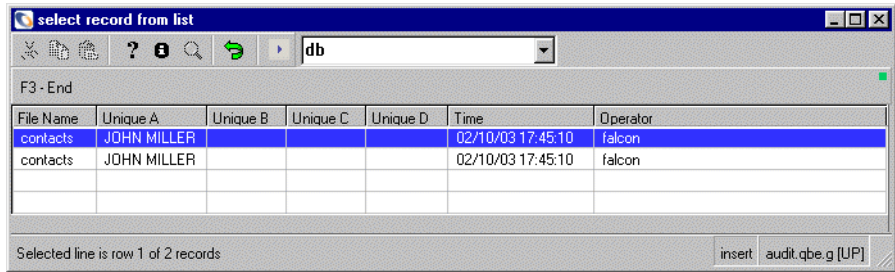 select record from list
db
F3 - End
File Name Unique A Unique B Unique C Unique D Time Operator
contacts JOHN MILLER 02/10/03 17:45:10 falcon
contacts JOHN MILLER 02/10/03 17:45:10 falcon
Selected line is row 1 of 2 records insert audit.qbe.g [UP]